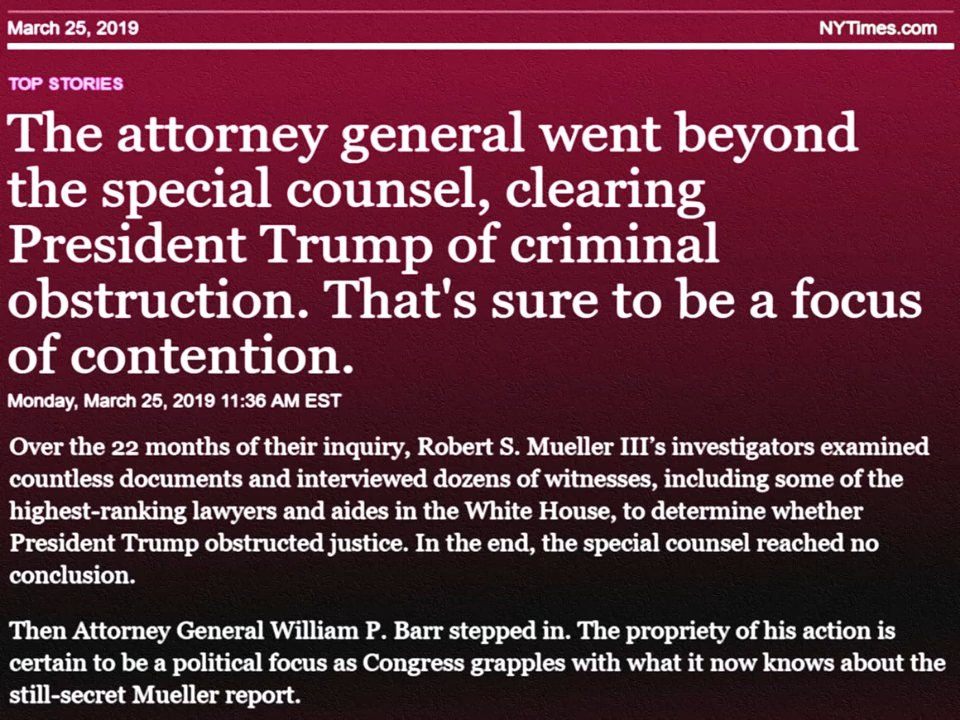 March 25, 2019 NYTimes.com
TOP STORIES
The attorney general went beyond
the special counsel, clearing
President Trump of criminal
obstruction. That's sure to be a focus
of contention.
Monday, March 25, 2019 11:36 AM EST
Over the 22 months of their inquiry, Robert S. Mueller III’s investigators examined
countless documents and interviewed dozens of witnesses, including some of the
highest-ranking lawyers and aides in the White House, to determine whether
President Trump obstructed justice. In the end, the special counsel reached no
conclusion.
Then Attorney General William P. Barr stepped in. The propriety of his action is
certain to be a political focus as Congress grapples with what it now knows about the
still-secret Mueller report.